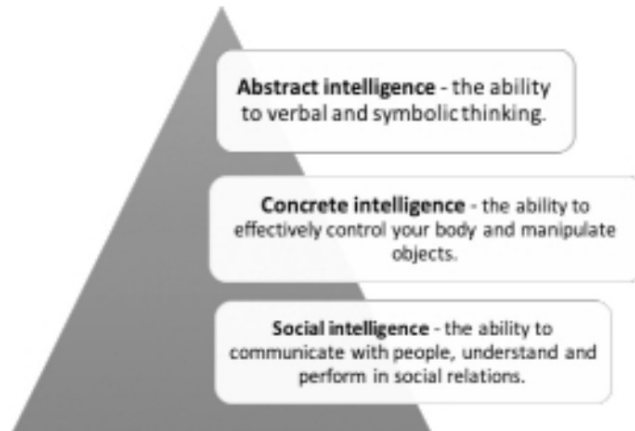 Abstract intelligence - the ability
to verbal and symbolic thinking.
Concrete intelligence - the ability to
effectively control your body and manipulate
objects.
Social intelligence - the ability to
communicate with people, understand and
perform in social relations.